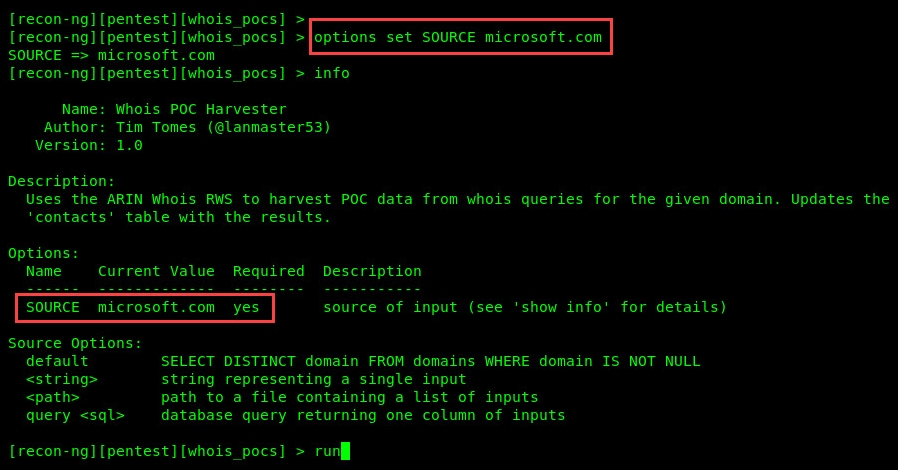 [recon-ng][pentest][whois_pocs] >
[recon-ng][pentest][whois_pocs] > options set SOURCE microsoft.com
SOURCE => microsoft.com
[recon-ng][pentest][whois_pocs] > info
Name: Whois POC Harvester
Author: Tim Tomes (@lanmaster53)
Version: 1.0
Description:
Uses the ARIN Whois RWS to harvest POC data from whois queries for the given domain. Updates the
'contacts' table with the results.
Options:
Name    Current Value  Required  Description
------  -------------  --------  -----------
SOURCE  microsoft.com  yes       source of input (see 'show info' for details)
Source Options:
default        SELECT DISTINCT domain FROM domains WHERE domain IS NOT NULL
<string>       string representing a single input
<path>         path to a file containing a list of inputs
query <sql>    database query returning one column of inputs
[recon-ng][pentest][whois_pocs] > run